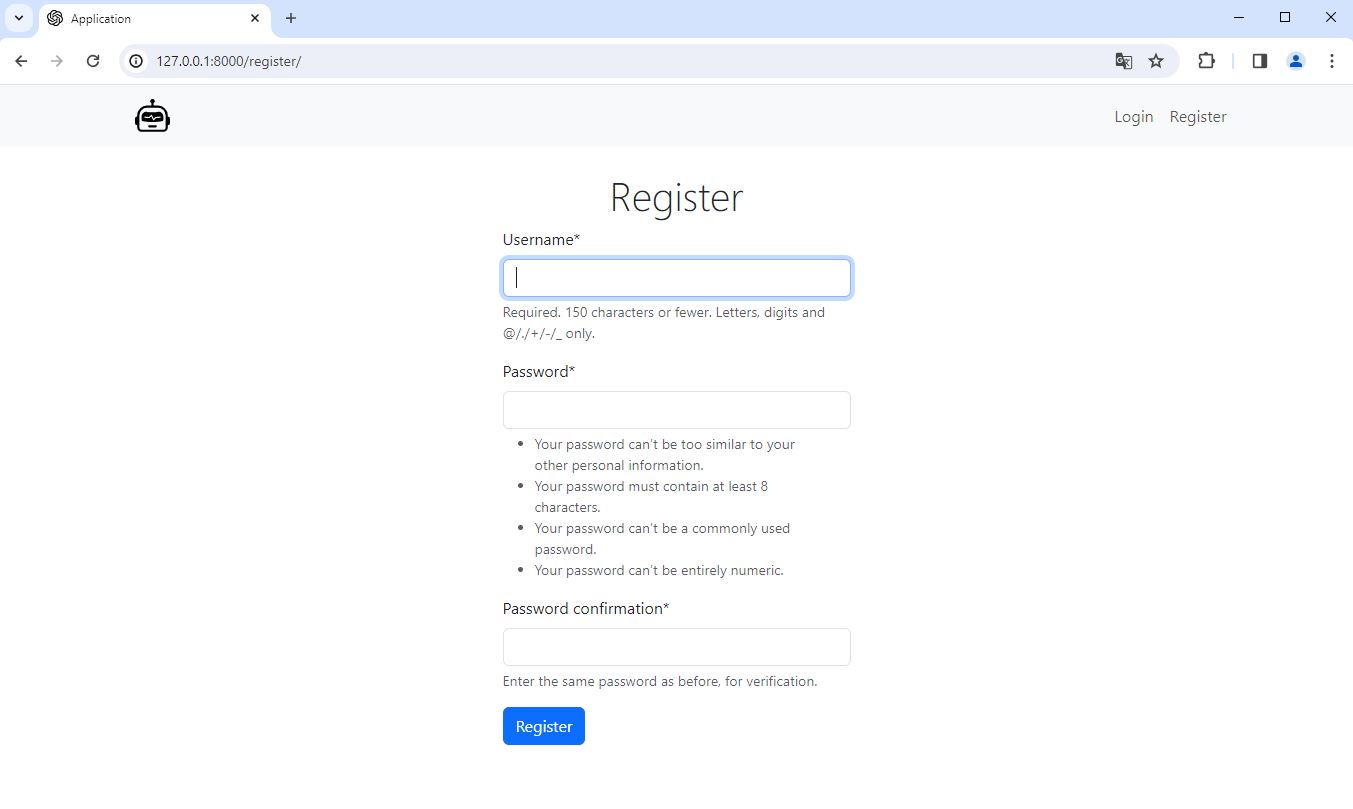 Application
127.0.0.1:8000/register/
Login Register
Register
Username*
Required. 150 characters or fewer. Letters, digits and
@/./+/-/_ only.
Password*
Your password can't be too similar to your
other personal information.
Your password must contain at least 8
characters.
Your password can't be a commonly used
password.
Your password can't be entirely numeric.
Password confirmation*
Enter the same password as before, for verification.
Register